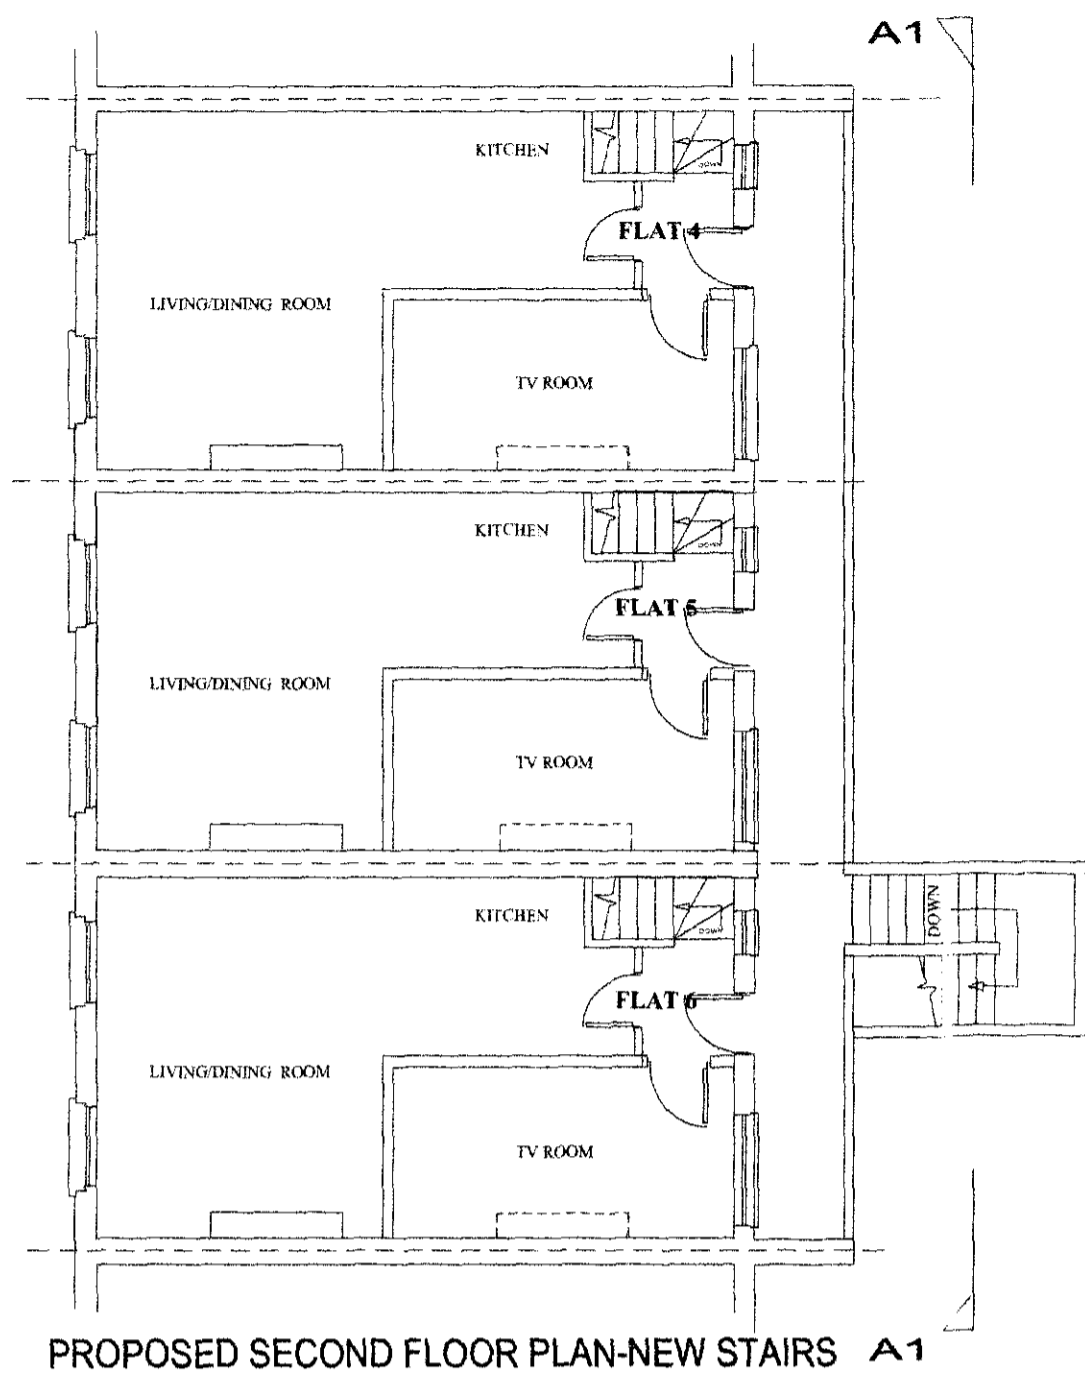 A1
KITCHEN
DOWN
FLAT 4
LIVING/DINING ROOM
TV ROOM
KITCHEN
DOWN
FLAT 5
LIVING/DINING ROOM
TV ROOM
KITCHEN
DOWN
DOWN
FLAT 6
LIVING/DINING ROOM
TV ROOM
PROPOSED SECOND FLOOR PLAN-NEW STAIRS A1